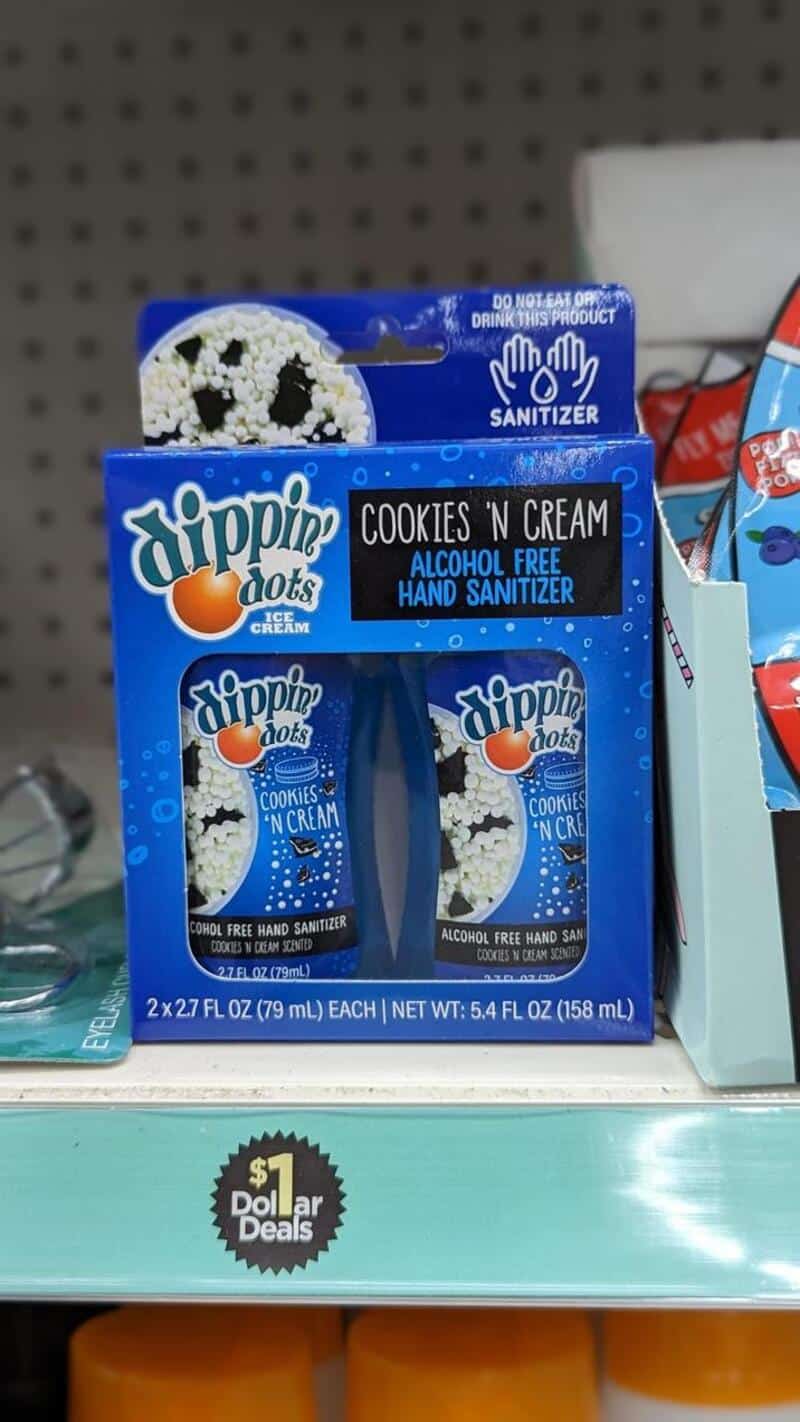 DO NOT EAT OR
DRINK THIS PRODUCT
SANITIZER
dippin'
dots
ICE
CREAM
COOKIES 'N CREAM
ALCOHOL FREE
HAND SANITIZER
dippin'
dots
COOKIES
'N CREAM
COHOL FREE HAND SANITIZER
COOKIES N CREAM SCENTED
2.7 FL OZ (79mL)
dippin'
dots
COOKIES
'N CRE
ALCOHOL FREE HAND SAN
COOKIES N CREAM SCENTED
2 x 2.7 FL OZ (79 mL) EACH | NET WT: 5.4 FL OZ (158 mL)
EYELASH
$1
Dollar
Deals